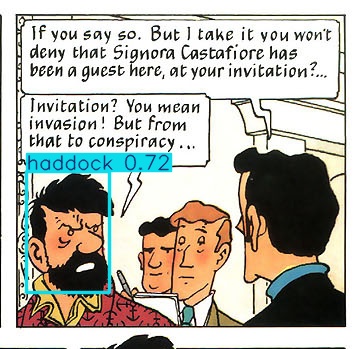 If you say so. But I take it you won't
deny that Signora Castafiore has
been a guest here, at your invitation?...
Invitation? You mean
invasion! But from
that to conspiracy ...
haddock 0.72